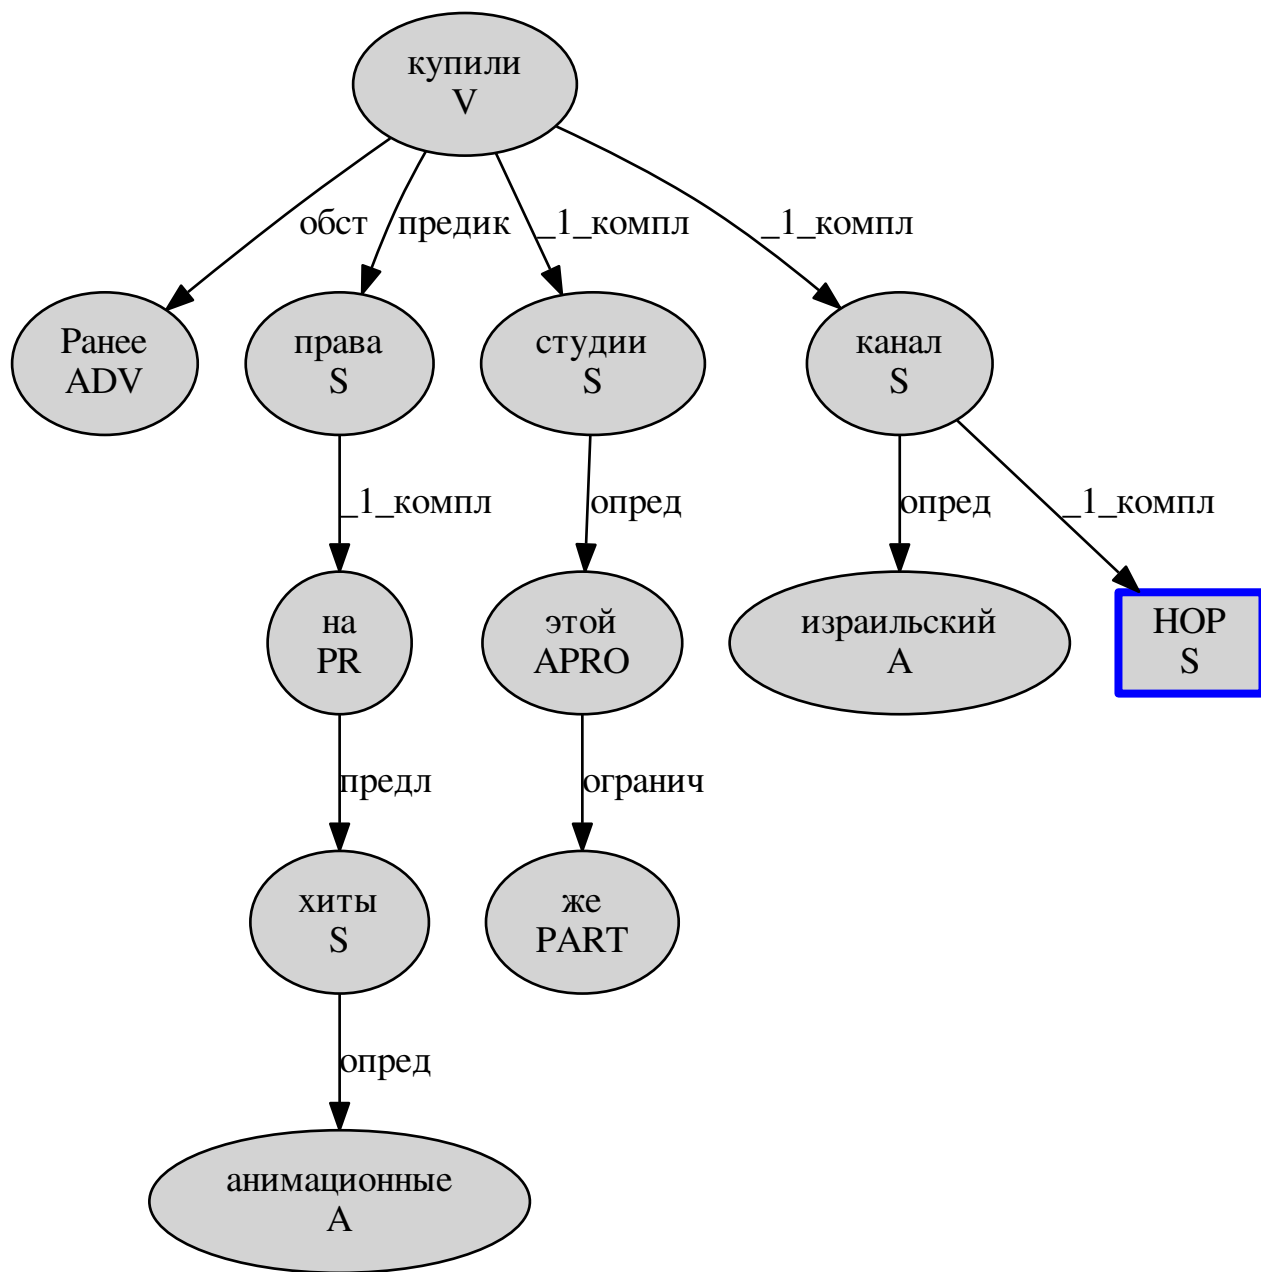 купили
V
обст
предик
_1_компл
_1_компл
Ранее
ADV
права
S
студии
S
канал
S
_1_компл
опред
опред
_1_компл
на
PR
этой
APRO
израильский
A
HOP
S
предл
огранич
хиты
S
же
PART
опред
анимационные
A